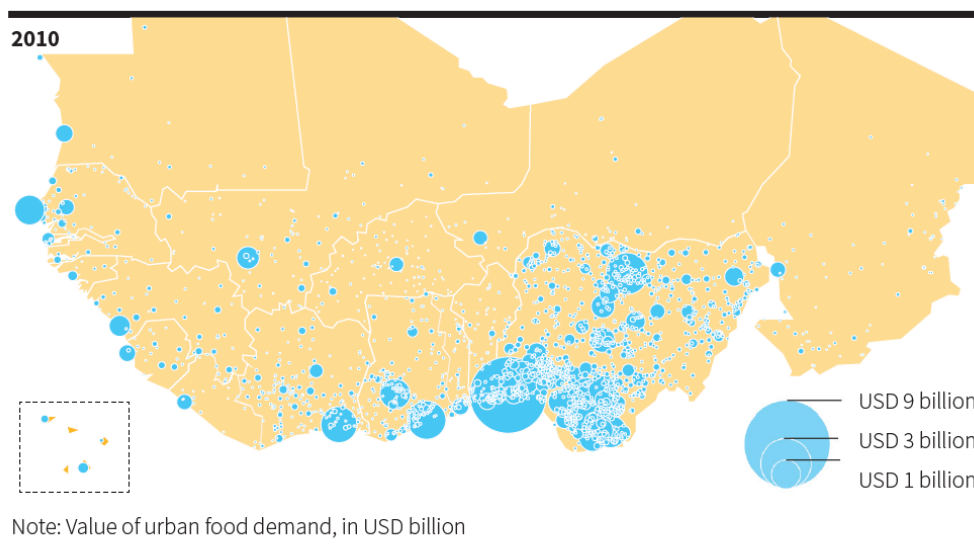 2010
USD 9 billion
USD 3 billion
USD 1 billion
Note: Value of urban food demand, in USD billion